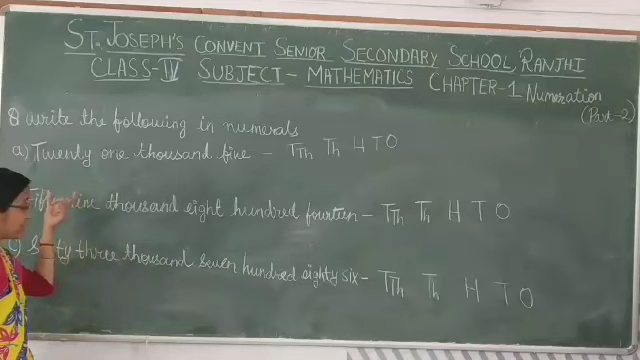 ST. JOSEPH'S CONVENT SENIOR SECONDARY SCHOOL, RANJHI
CLASS-IV SUBJECT - MATHEMATICS CHAPTER-1 Numeration
(Part-2)
Q write the following in numerals
a) Twenty one thousand five - TTh Th H T O
thousand eight hundred fourteen - TTh Th H T O
three thousand seven hundred eighty six - TTh Th H T O